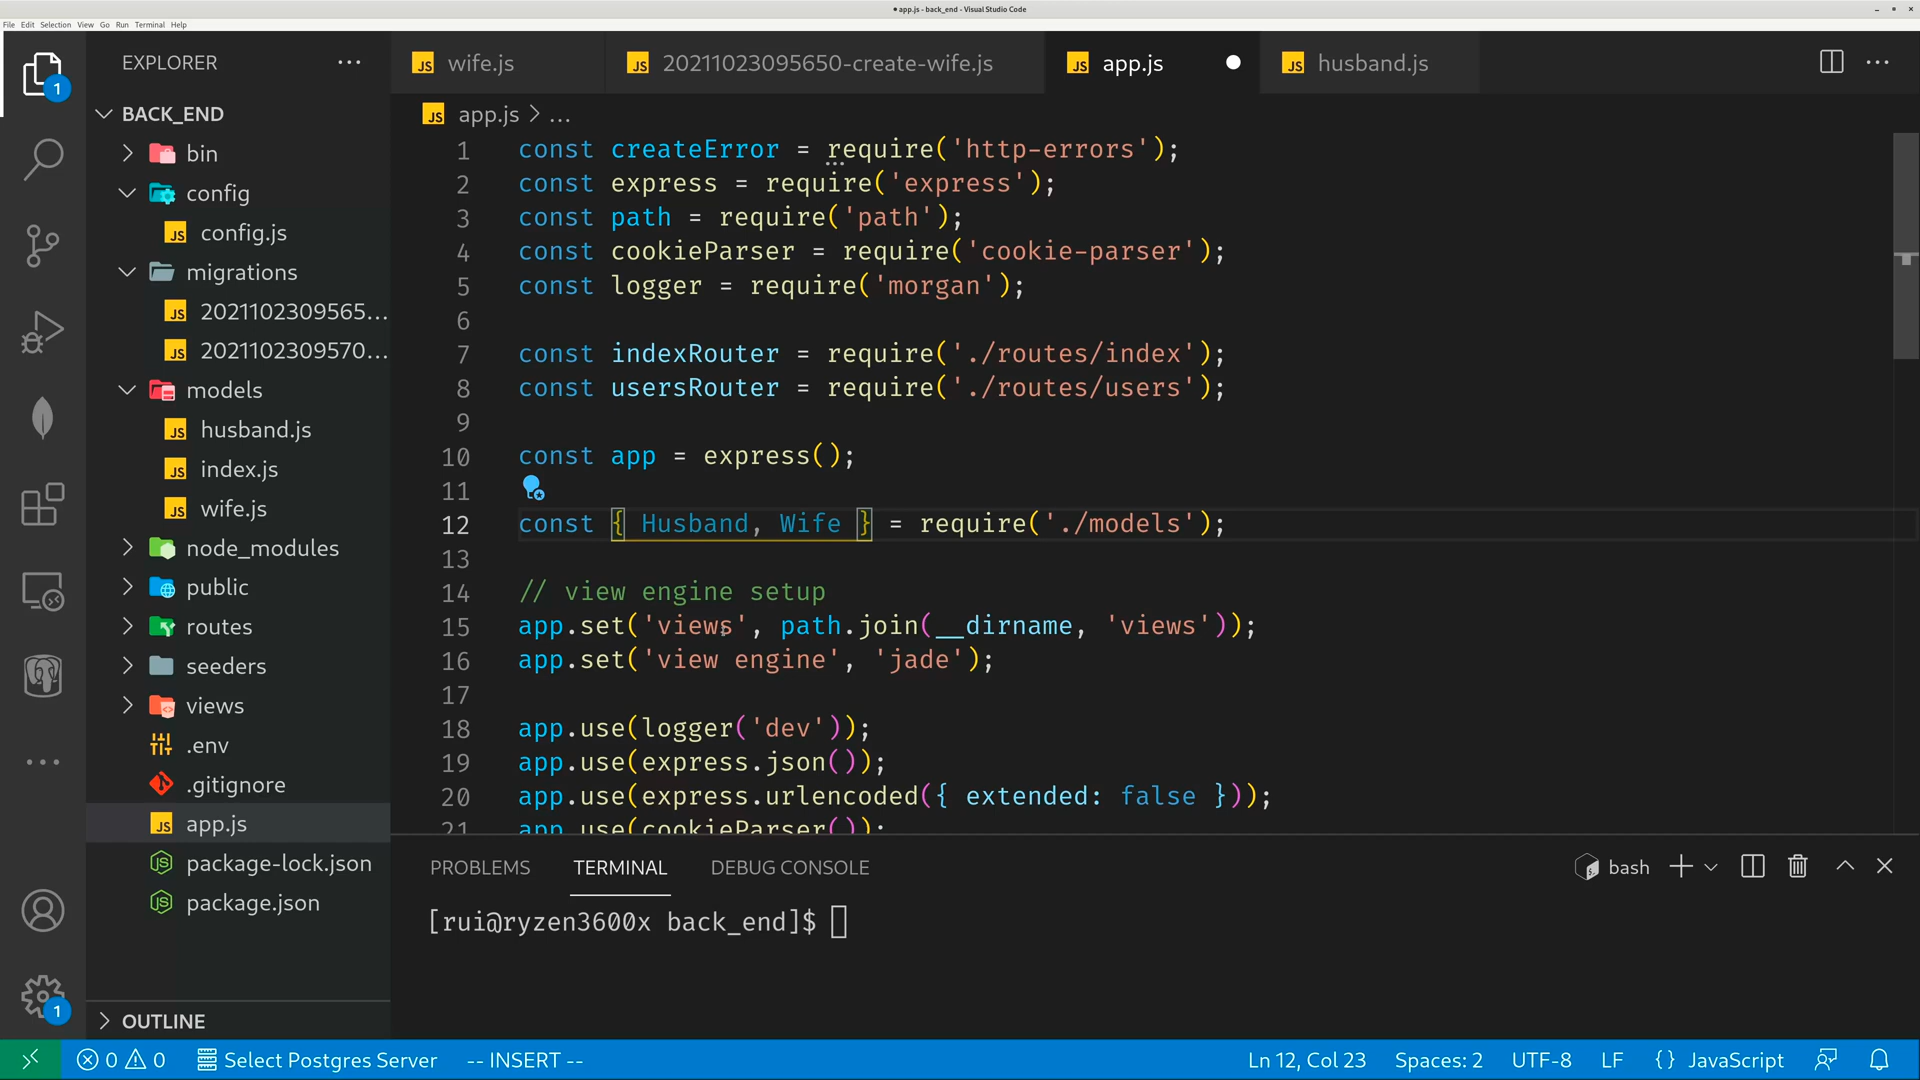 ● app.js - back_end - Visual Studio Code
File Edit Selection View Go Run Terminal Help
EXPLORER
BACK_END
bin
config
config.js
migrations
2021102309565...
2021102309570...
models
husband.js
index.js
wife.js
node_modules
public
routes
seeders
views
.env
.gitignore
app.js
package-lock.json
package.json
OUTLINE
1
1
wife.js
20211023095650-create-wife.js
app.js
husband.js
app.js > ...
1 const createError = require('http-errors');
2 const express = require('express');
3 const path = require('path');
4 const cookieParser = require('cookie-parser');
5 const logger = require('morgan');
6
7 const indexRouter = require('./routes/index');
8 const usersRouter = require('./routes/users');
9
10 const app = express();
11
12 const { Husband, Wife } = require('./models');
13
14 // view engine setup
15 app.set('views', path.join(__dirname, 'views'));
16 app.set('view engine', 'jade');
17
18 app.use(logger('dev'));
19 app.use(express.json());
20 app.use(express.urlencoded({ extended: false }));
21 app.use(cookieParser());
PROBLEMS TERMINAL DEBUG CONSOLE
bash
[rui@ryzen3600x back_end]$
0 0 Select Postgres Server -- INSERT --
Ln 12, Col 23 Spaces: 2 UTF-8 LF {} JavaScript